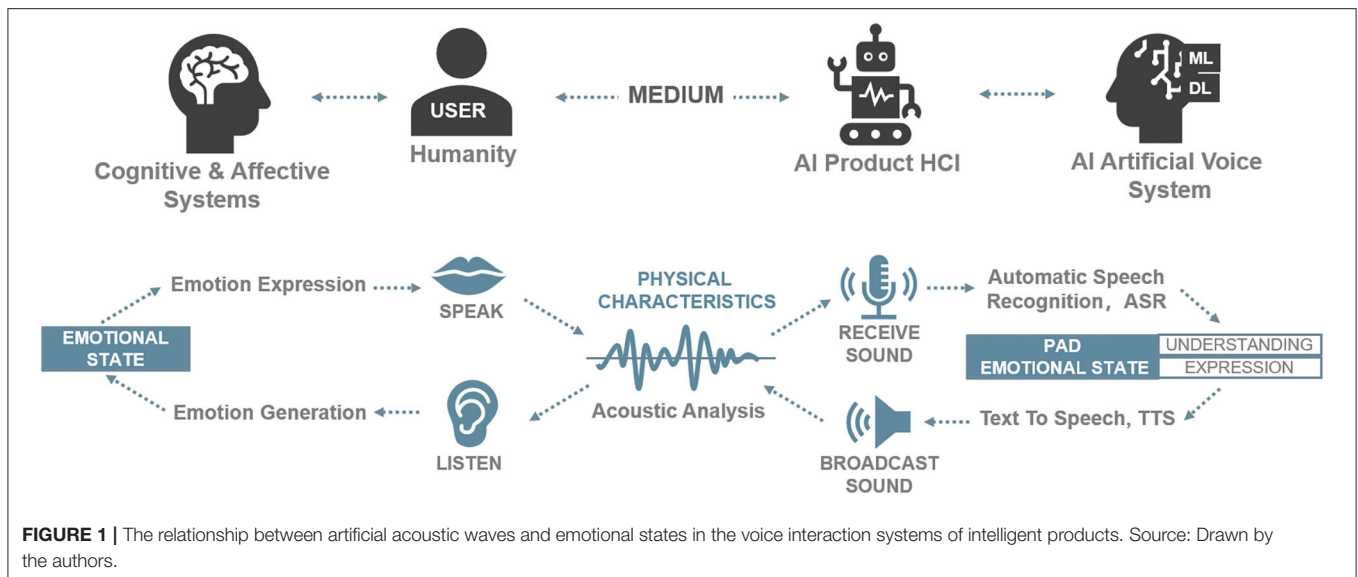 ML
DL
USER
MEDIUM
Humanity
AI Product HCI
Cognitive & Affective
Systems
AI Artificial Voice
System
Emotion Expression
SPEAK
PHYSICAL
CHARACTERISTICS
RECEIVE
SOUND
Automatic Speech
Recognition, ASR
EMOTIONAL
STATE
PAD
EMOTIONAL STATE
UNDERSTANDING
EXPRESSION
Emotion Generation
LISTEN
Acoustic Analysis
BROADCAST
SOUND
Text To Speech, TTS
FIGURE 1 | The relationship between artificial acoustic waves and emotional states in the voice interaction systems of intelligent products. Source: Drawn by
the authors.